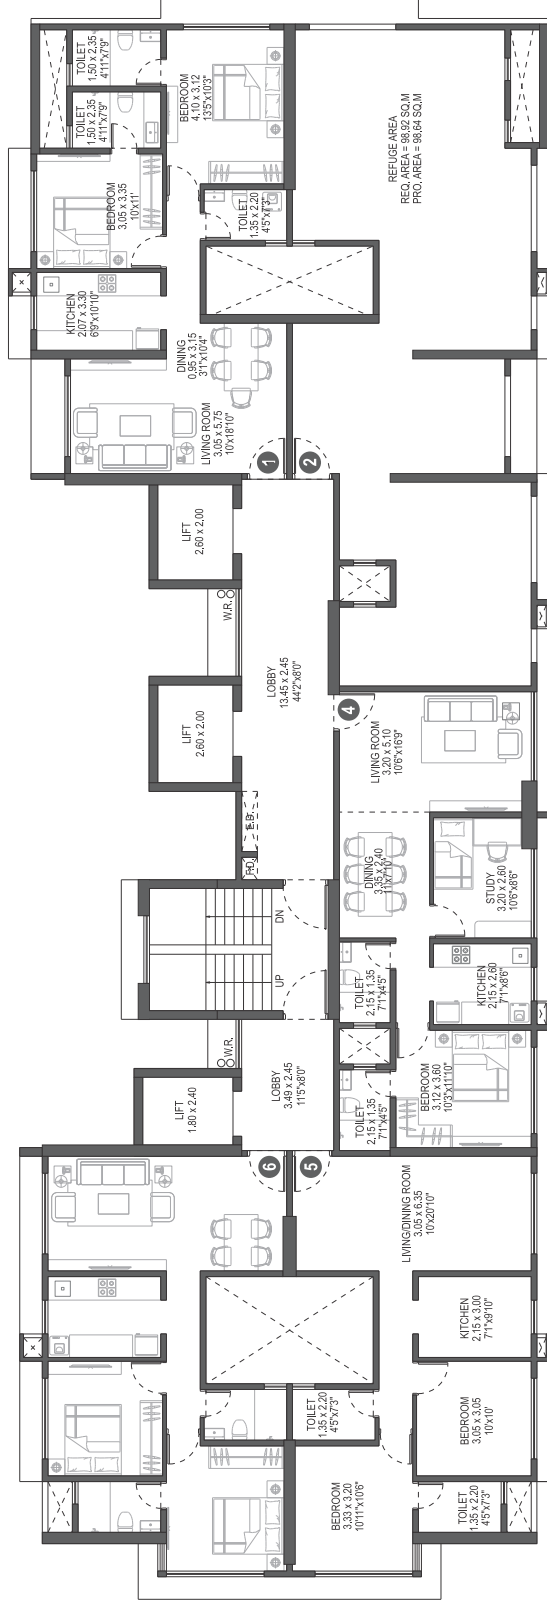 TOILET
1.50 x 2.35
4'11"x7'9"
TOILET
1.50 x 2.35
4'11"x7'9"
BEDROOM
4.10 x 3.12
13'5"x10'3"
REFUGE AREA
REQ. AREA = 98.92 SQ.M
PRO. AREA = 98.64 SQ.M
BEDROOM
3.05 x 3.35
10'x11'
TOILET
1.35 x 2.20
4'5"x7'3"
KITCHEN
2.07 x 3.30
6'9"x10'10"
DINING
0.95 x 3.15
3'1"x10'4"
LIVING ROOM
3.05 x 5.75
10'x18'10"
1
2
LIFT
2.60 x 2.00
W.R.
LOBBY
13.45 x 2.45
44'2"x8'0"
LIFT
2.60 x 2.00
4
LIVING ROOM
3.20 x 5.10
10'6"x16'9"
E.D.
F.D.
DINING
3.35 x 2.40
11'x7'10"
STUDY
3.20 x 2.60
10'6"x8'6"
DN
UP
TOILET
2.15 x 1.35
7'1"x4'5"
KITCHEN
2.15 x 2.60
7'1"x8'6"
W.R.
LOBBY
3.49 x 2.45
11'5"x8'0"
LIFT
1.80 x 2.40
TOILET
2.15 x 1.35
7'1"x4'5"
BEDROOM
3.12 x 3.60
10'3"x11'10"
6
5
LIVING/DINING ROOM
3.05 x 6.35
10'x20'10"
KITCHEN
2.15 x 3.00
7'1"x9'10"
TOILET
1.35 x 2.20
4'5"x7'3"
BEDROOM
3.05 x 3.05
10'x10'
BEDROOM
3.33 x 3.20
10'11"x10'6"
TOILET
1.35 x 2.20
4'5"x7'3"